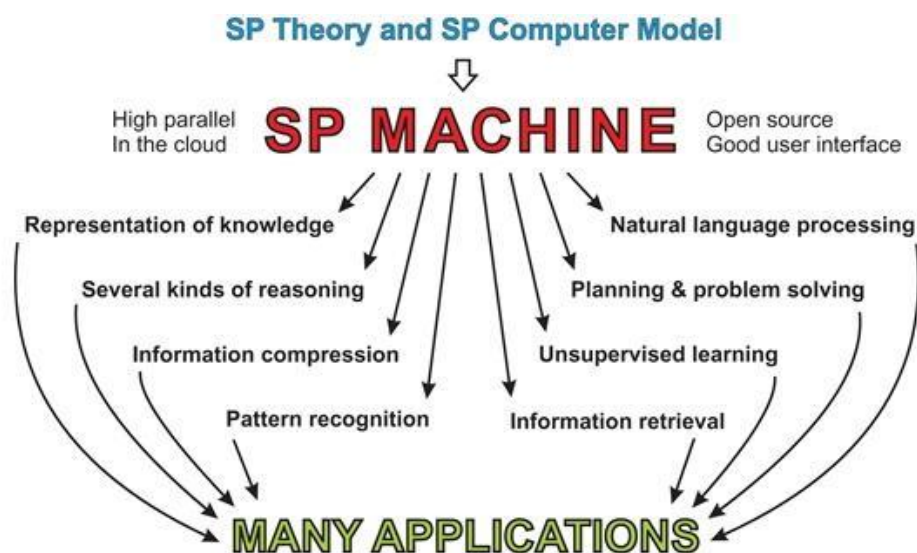 SP Theory and SP Computer Model
High parallel
In the cloud
SP MACHINE
Open source
Good user interface
Representation of knowledge
Natural language processing
Several kinds of reasoning
Planning & problem solving
Information compression
Unsupervised learning
Pattern recognition
Information retrieval
MANY APPLICATIONS